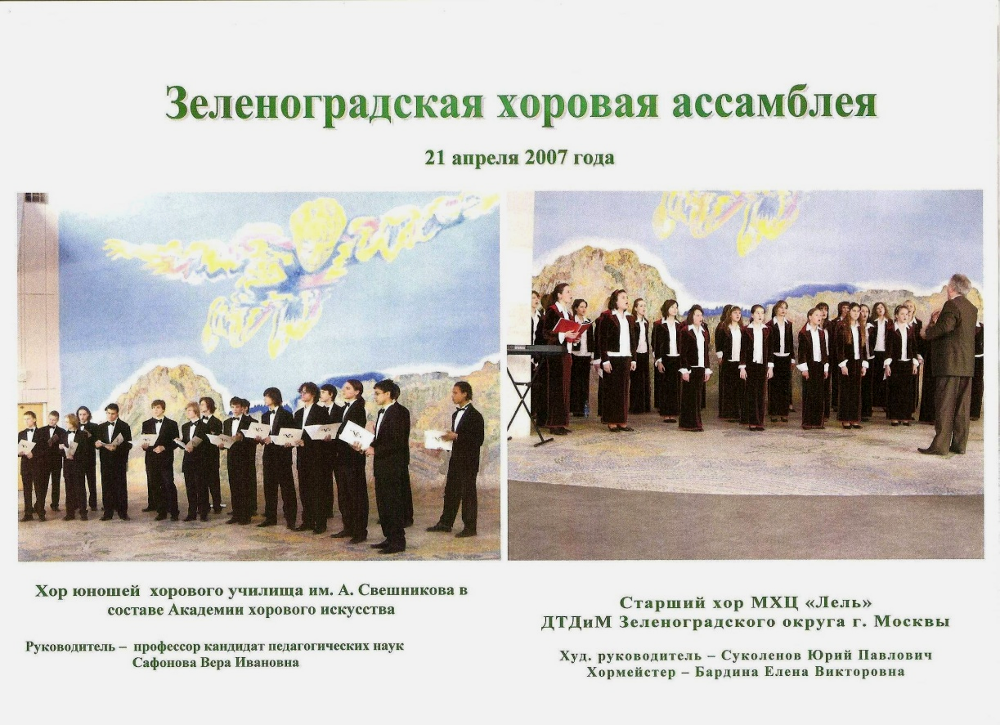 Зеленоградская хоровая ассамблея
21 апреля 2007 года
Хор юношей хорового училища им. А. Свешникова в
составе Академии хорового искусства
Руководитель – профессор кандидат педагогических наук
Сафонова Вера Ивановна
Старший хор МХЦ «Лель»
ДТДиМ Зеленоградского округа г. Москвы
Худ. руководитель – Суколенов Юрий Павлович
Хормейстер – Бардина Елена Викторовна